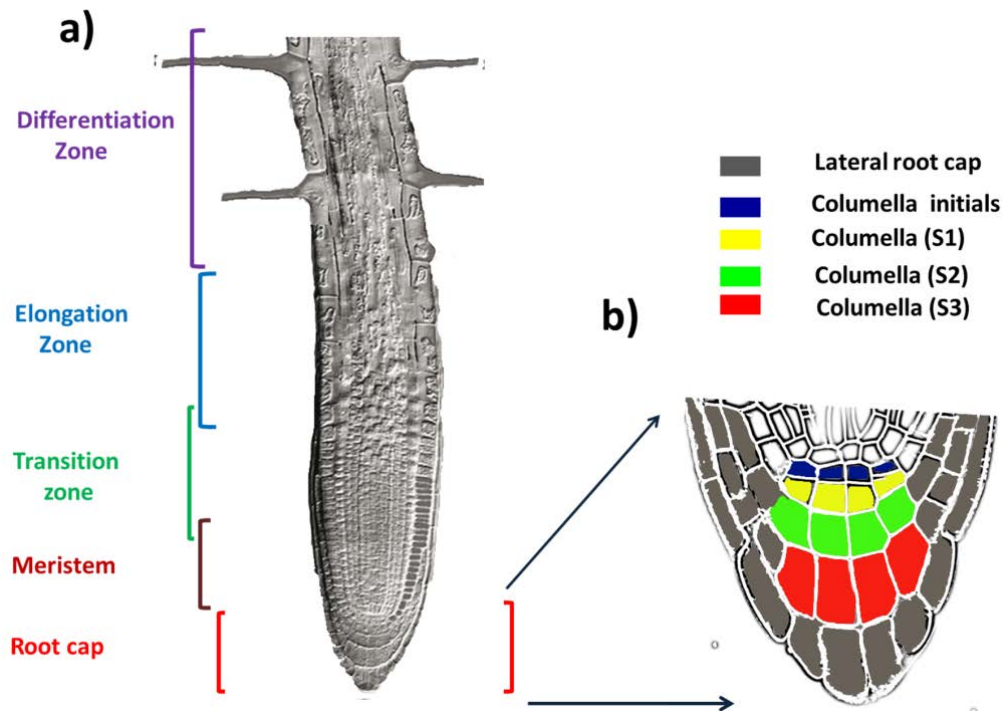 a)
Differentiation
Zone
Elongation
Zone
Transition
zone
Meristem
Root cap
Lateral root cap
Columella initials
Columella (S1)
Columella (S2)
Columella (S3)
b)